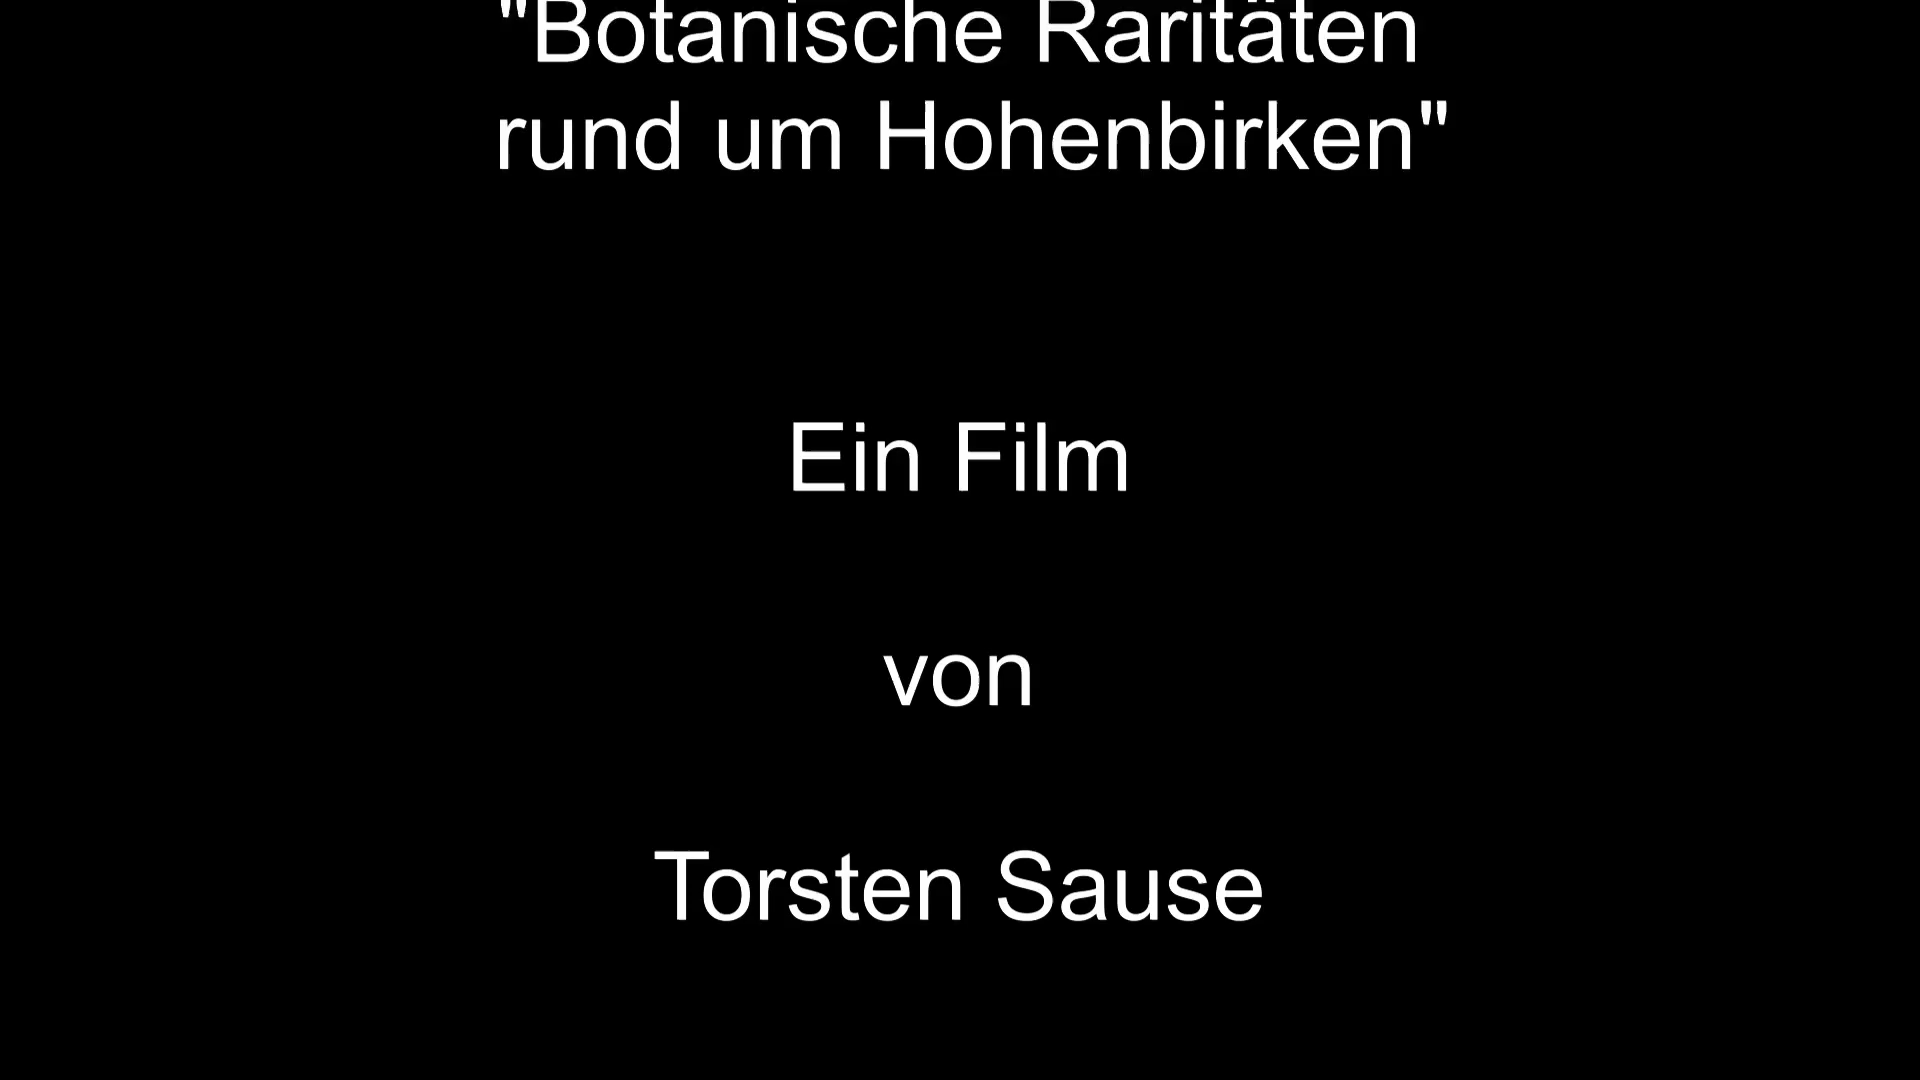 "Botanische Raritäten
rund um Hohenbirken"
Ein Film
von
Torsten Sause